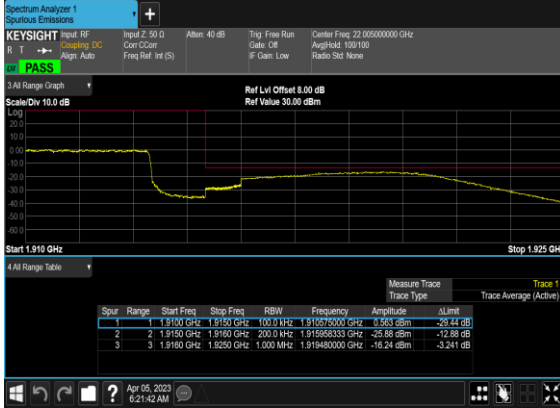 Spectrum Analyzer 1
Spurious Emissions
+
KEYSIGHT Input: RF Input Z: 50 Ω Atten: 40 dB Trig: Free Run Center Freq: 22.005000000 GHz
R T Coupling: DC Corr CCorr Gate: Off Avg|Hold: 100/100
Align: Auto Freq Ref: Int (S) IF Gain: Low Radio Std: None
LXI PASS
3 All Range Graph
Ref Lvl Offset 8.00 dB
Scale/Div 10.0 dB Ref Value 30.00 dBm
Log
20.0
10.0
0.00
-10.0
-20.0
-30.0
-40.0
-50.0
-60.0
Start 1.910 GHz Stop 1.925 GH
4 All Range Table
Measure Trace Trace 1
Trace Type Trace Average (Active)
Spur Range Start Freq Stop Freq RBW Frequency Amplitude ΔLimit
1 1 1.9100 GHz 1.9150 GHz 100.0 kHz 1.910575000 GHz 0.563 dBm -29.44 dB
2 2 1.9150 GHz 1.9160 GHz 200.0 kHz 1.915958333 GHz -25.88 dBm -12.88 dB
3 3 1.9160 GHz 1.9250 GHz 1.000 MHz 1.919480000 GHz -16.24 dBm -3.241 dB
? Apr 05, 2023
6:21:42 AM